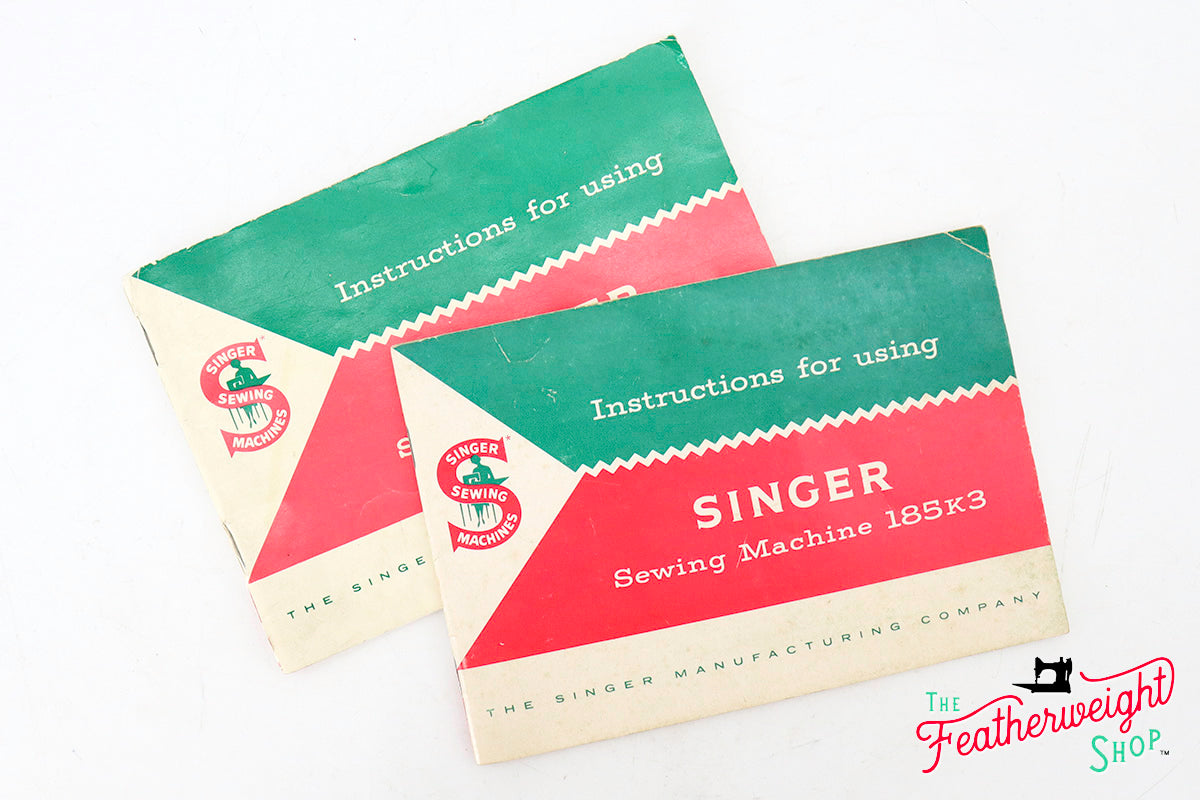 Instructions for using
SINGER
SEWING
MACHINES
THE SINGE
Instructions for using
SINGER
Sewing Machine 185K3
SINGER
SEWING
MACHINES
THE SINGER MANUFACTURING COMPANY
THE
Featherweight
SHOP™